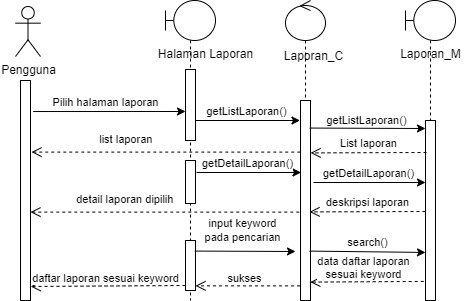 Pengguna
Halaman Laporan
Laporan_C
Laporan_M
Pilih halaman laporan
getListLaporan()
getListLaporan()
list laporan
List laporan
getDetailLaporan()
getDetailLaporan()
detail laporan dipilih
deskripsi laporan
input keyword
pada pencarian
search()
data daftar laporan
sesuai keyword
daftar laporan sesuai keyword
sukses